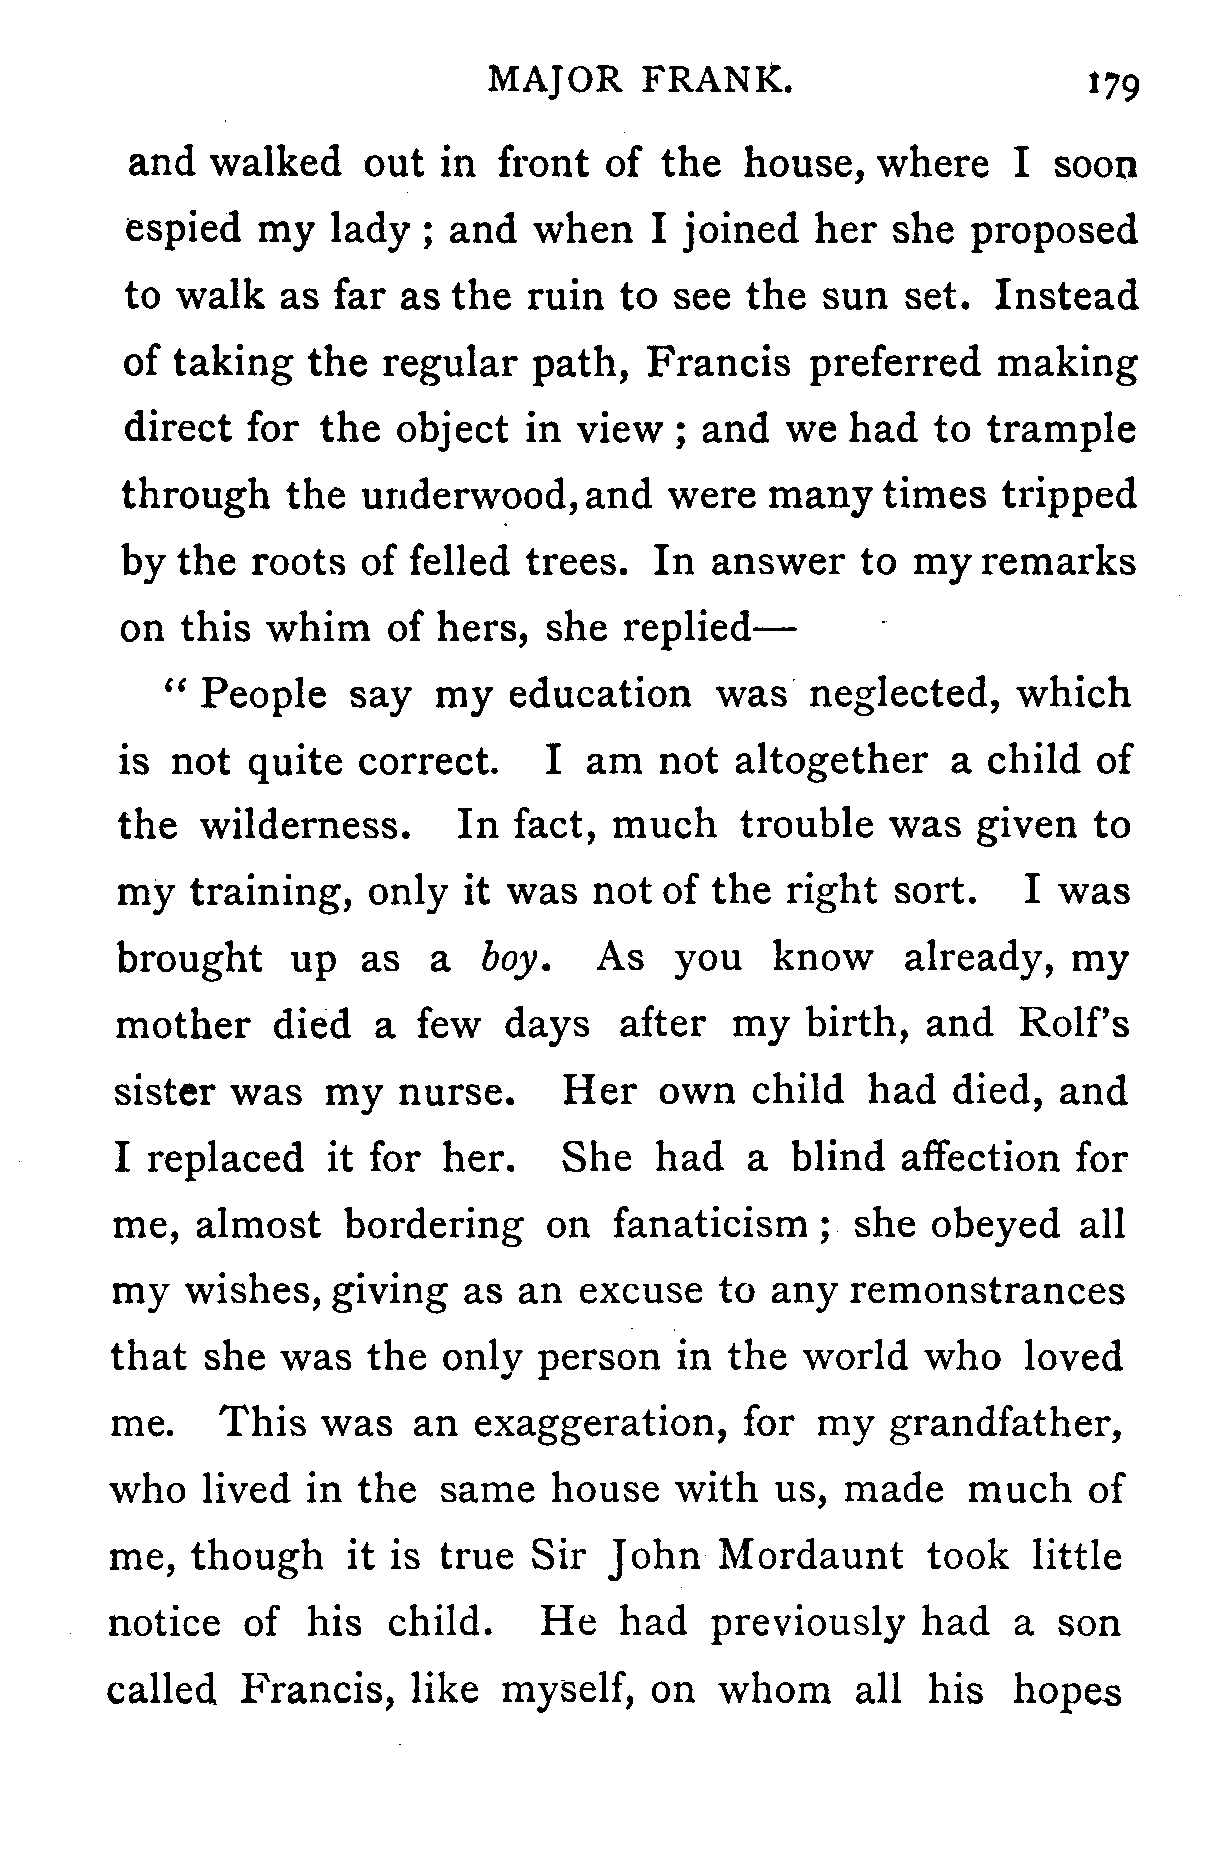 MAJOR FRANK. 179
and walked out in front of the house, where I soon
espied my lady ; and when I joined her she proposed
to walk as far as the ruin to see the sun set. Instead
of taking the regular path, Francis preferred making
direct for the object in view ; and we had to trample
through the underwood, and were many times tripped
by the roots of felled trees. In answer to my remarks
on this whim of hers, she replied—
“ People say my education was neglected, which
is not quite correct. I am not altogether a child of
the wilderness. In fact, much trouble was given to
my training, only it was not of the right sort. I was
brought up as a boy. As you know already, my
mother died a few days after my birth, and Rolf’s
sister was my nurse. Her own child had died, and
I replaced it for her. She had a blind affection for
me, almost bordering on fanaticism ; she obeyed all
my wishes, giving as an excuse to any remonstrances
that she was the only person in the world who loved
me. This was an exaggeration, for my grandfather,
who lived in the same house with us, made much of
me, though it is true Sir John Mordaunt took little
notice of his child. He had previously had a son
called Francis, like myself, on whom all his hopes